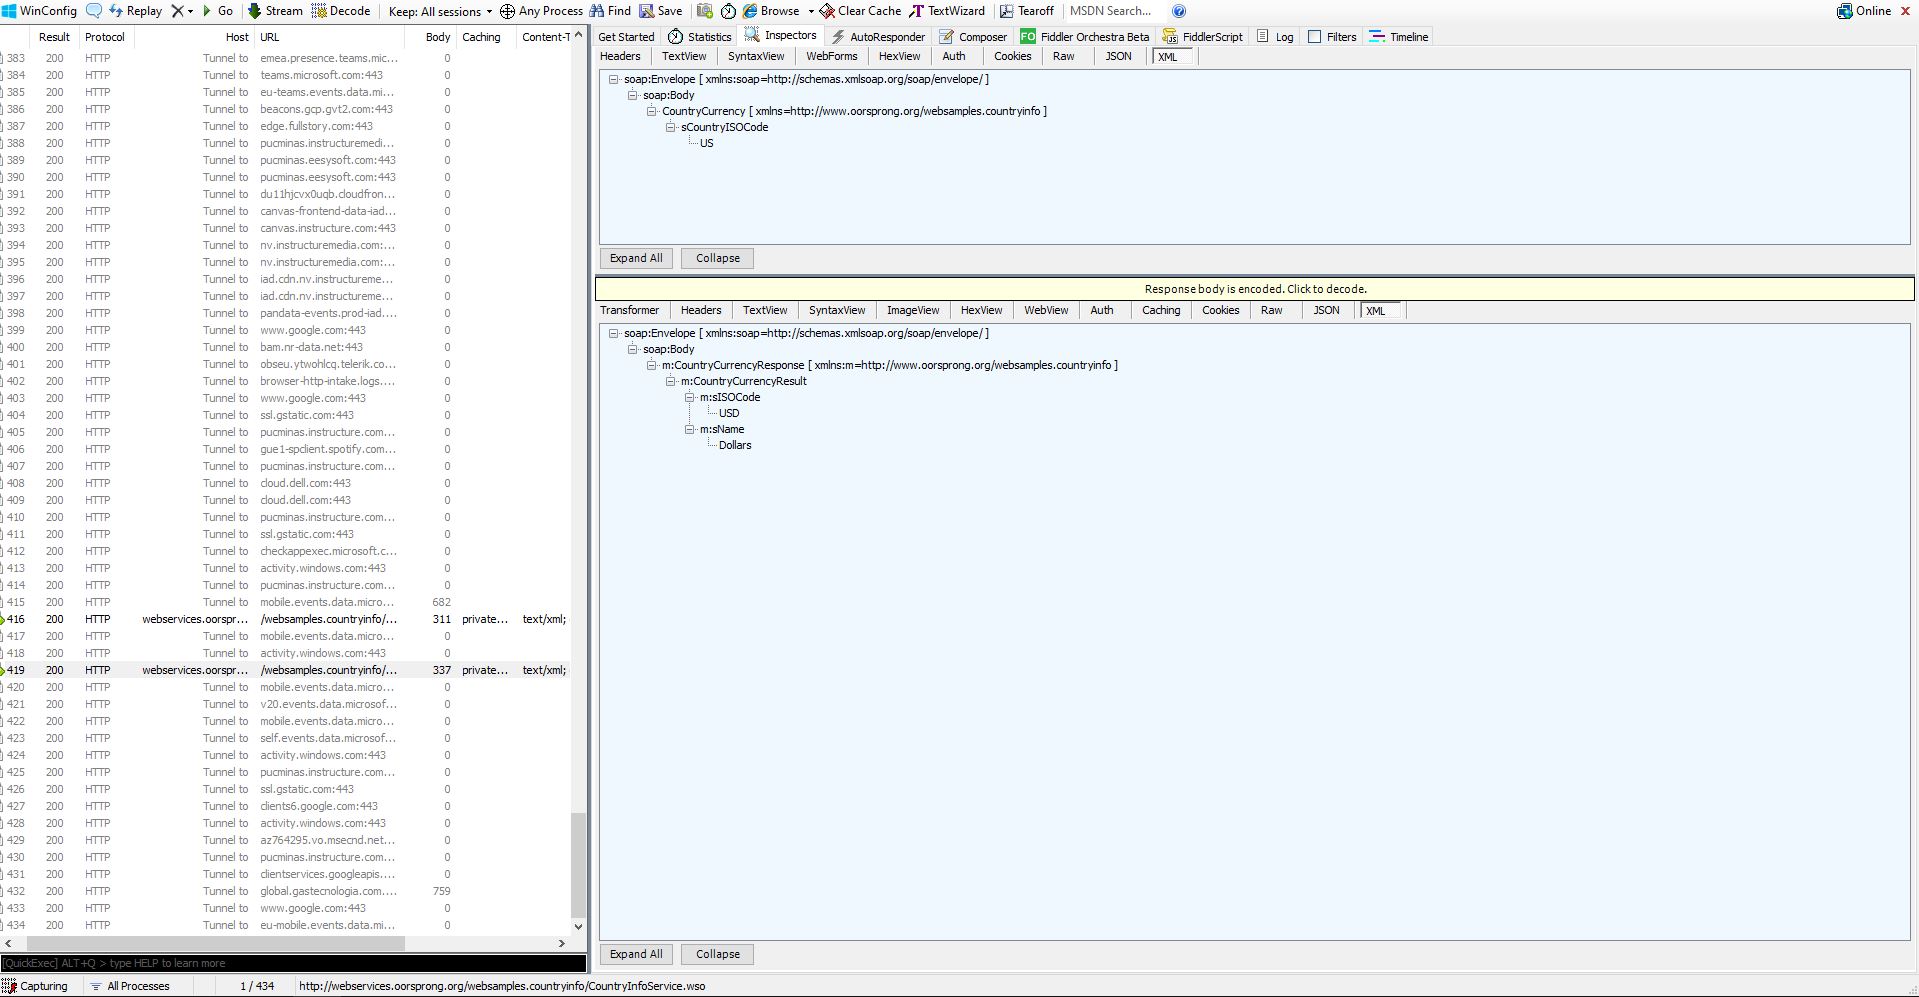 WinConfig Replay Go Stream Decode Keep: All sessions Any Process Find Save Browse Clear Cache TextWizard Tearoff MSDN Search... Online
Result Protocol Host URL Body Caching Content-T
383 200 HTTP Tunnel to emea.presence.teams.mic... 0
384 200 HTTP Tunnel to teams.microsoft.com:443 0
385 200 HTTP Tunnel to eu-teams.events.data.mi... 0
386 200 HTTP Tunnel to beacons.gcp.gvt2.com:443 0
387 200 HTTP Tunnel to edge.fullstory.com:443 0
388 200 HTTP Tunnel to pucminas.instructuremedi... 0
389 200 HTTP Tunnel to pucminas.eesysoft.com:443 0
390 200 HTTP Tunnel to pucminas.eesysoft.com:443 0
391 200 HTTP Tunnel to du11hjcvx0uqb.cloudfron... 0
392 200 HTTP Tunnel to canvas-frontend-data-iad... 0
393 200 HTTP Tunnel to canvas.instructure.com:443 0
394 200 HTTP Tunnel to nv.instructuremedia.com:... 0
395 200 HTTP Tunnel to nv.instructuremedia.com:... 0
396 200 HTTP Tunnel to iad.cdn.nv.instructureme... 0
397 200 HTTP Tunnel to iad.cdn.nv.instructureme... 0
398 200 HTTP Tunnel to pandata-events.prod-iad.... 0
399 200 HTTP Tunnel to www.google.com:443 0
400 200 HTTP Tunnel to bam.nr-data.net:443 0
401 200 HTTP Tunnel to obseu.ytwohlcq.telerik.co... 0
402 200 HTTP Tunnel to browser-http-intake.logs.... 0
403 200 HTTP Tunnel to www.google.com:443 0
404 200 HTTP Tunnel to ssl.gstatic.com:443 0
405 200 HTTP Tunnel to pucminas.instructure.com... 0
406 200 HTTP Tunnel to gue1-spclient.spotify.com... 0
407 200 HTTP Tunnel to pucminas.instructure.com... 0
408 200 HTTP Tunnel to cloud.dell.com:443 0
409 200 HTTP Tunnel to cloud.dell.com:443 0
410 200 HTTP Tunnel to pucminas.instructure.com... 0
411 200 HTTP Tunnel to ssl.gstatic.com:443 0
412 200 HTTP Tunnel to checkappexec.microsoft.c... 0
413 200 HTTP Tunnel to activity.windows.com:443 0
414 200 HTTP Tunnel to pucminas.instructure.com... 0
415 200 HTTP Tunnel to mobile.events.data.micro... 682
416 200 HTTP webservices.oorspr... /websamples.countryinfo/... 311 private... text/xml;
417 200 HTTP Tunnel to mobile.events.data.micro... 0
418 200 HTTP Tunnel to activity.windows.com:443 0
419 200 HTTP webservices.oorspr... /websamples.countryinfo/... 337 private... text/xml;
420 200 HTTP Tunnel to mobile.events.data.micro... 0
421 200 HTTP Tunnel to v20.events.data.microsof... 0
422 200 HTTP Tunnel to mobile.events.data.micro... 0
423 200 HTTP Tunnel to self.events.data.microsof... 0
424 200 HTTP Tunnel to activity.windows.com:443 0
425 200 HTTP Tunnel to pucminas.instructure.com... 0
426 200 HTTP Tunnel to ssl.gstatic.com:443 0
427 200 HTTP Tunnel to clients6.google.com:443 0
428 200 HTTP Tunnel to activity.windows.com:443 0
429 200 HTTP Tunnel to az764295.vo.msecnd.net... 0
430 200 HTTP Tunnel to pucminas.instructure.com... 0
431 200 HTTP Tunnel to clientservices.googleapis.... 0
432 200 HTTP Tunnel to global.gastecnologia.com.... 759
433 200 HTTP Tunnel to www.google.com:443 0
434 200 HTTP Tunnel to eu-mobile.events.data.mi... 0
[QuickExec] ALT+Q > type HELP to learn more
Get Started Statistics Inspectors AutoResponder Composer FO Fiddler Orchestra Beta FiddlerScript Log Filters Timeline
Headers TextView SyntaxView WebForms HexView Auth Cookies Raw JSON XML
soap:Envelope [ xmlns:soap=http://schemas.xmlsoap.org/soap/envelope/ ]
soap:Body
CountryCurrency [ xmlns=http://www.oorsprong.org/websamples.countryinfo ]
sCountryISOCode
US
Expand All Collapse
Response body is encoded. Click to decode.
Transformer Headers TextView SyntaxView ImageView HexView WebView Auth Caching Cookies Raw JSON XML
soap:Envelope [ xmlns:soap=http://schemas.xmlsoap.org/soap/envelope/ ]
soap:Body
m:CountryCurrencyResponse [ xmlns:m=http://www.oorsprong.org/websamples.countryinfo ]
m:CountryCurrencyResult
m:sISOCode
USD
m:sName
Dollars
Expand All Collapse
Capturing All Processes 1 / 434 http://webservices.oorsprong.org/websamples.countryinfo/CountryInfoService.wso